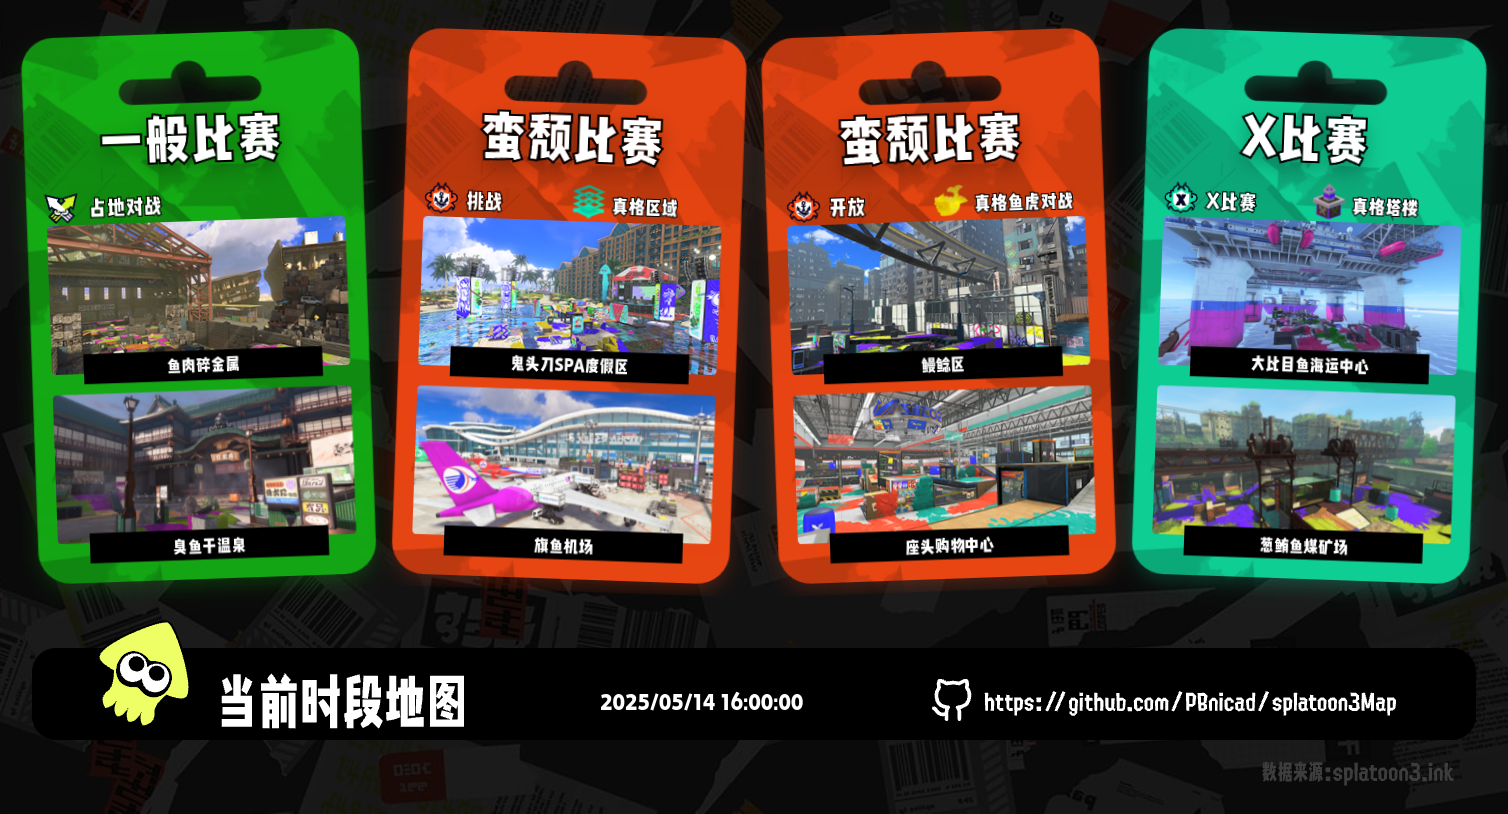 一般比赛
占地对战
鱼肉碎金属
臭鱼干温泉
蛮颓比赛
挑战
真格区域
鬼头刀SPA度假区
旗鱼机场
蛮颓比赛
开放
真格鱼虎对战
鳗鲶区
座头购物中心
X比赛
X比赛
真格塔楼
大比目鱼海运中心
葱鲔鱼煤矿场
当前时段地图
2025/05/14 16:00:00
https://github.com/PBnicad/splatoon3Map
数据来源:splatoon3.ink